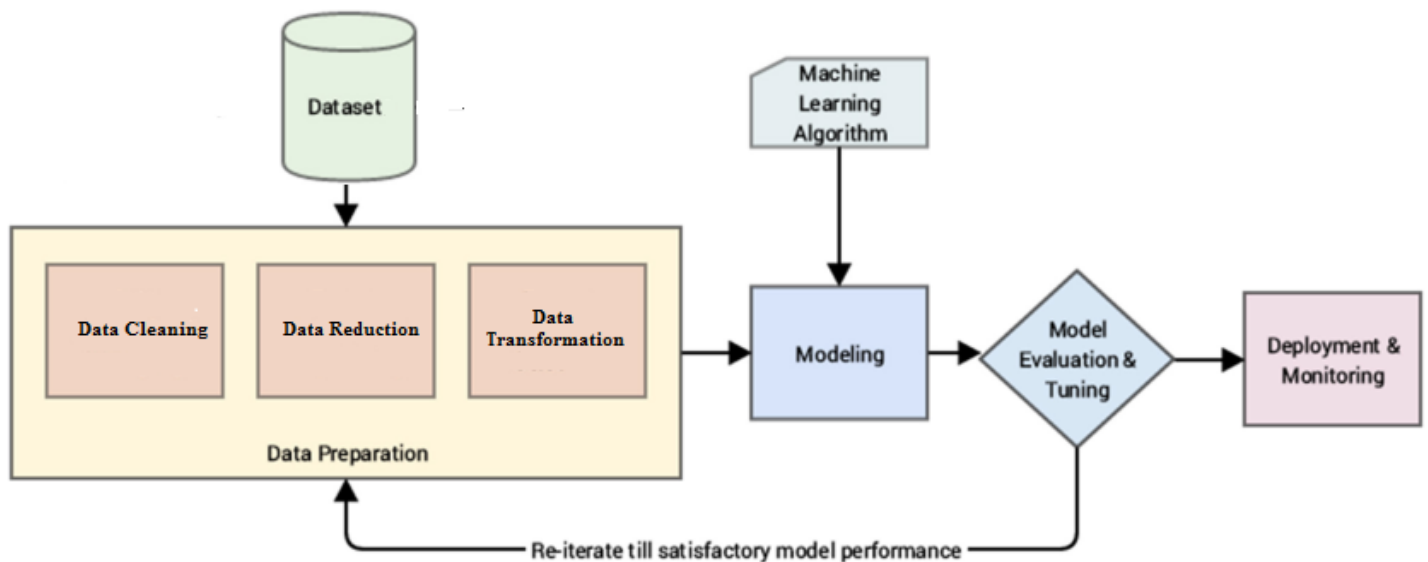 Dataset
Machine
Learning
Algorithm
Data Cleaning
Data Reduction
Data
Transformation
Data Preparation
Modeling
Model
Evaluation &
Tuning
Deployment &
Monitoring
Re-iterate till satisfactory model performance